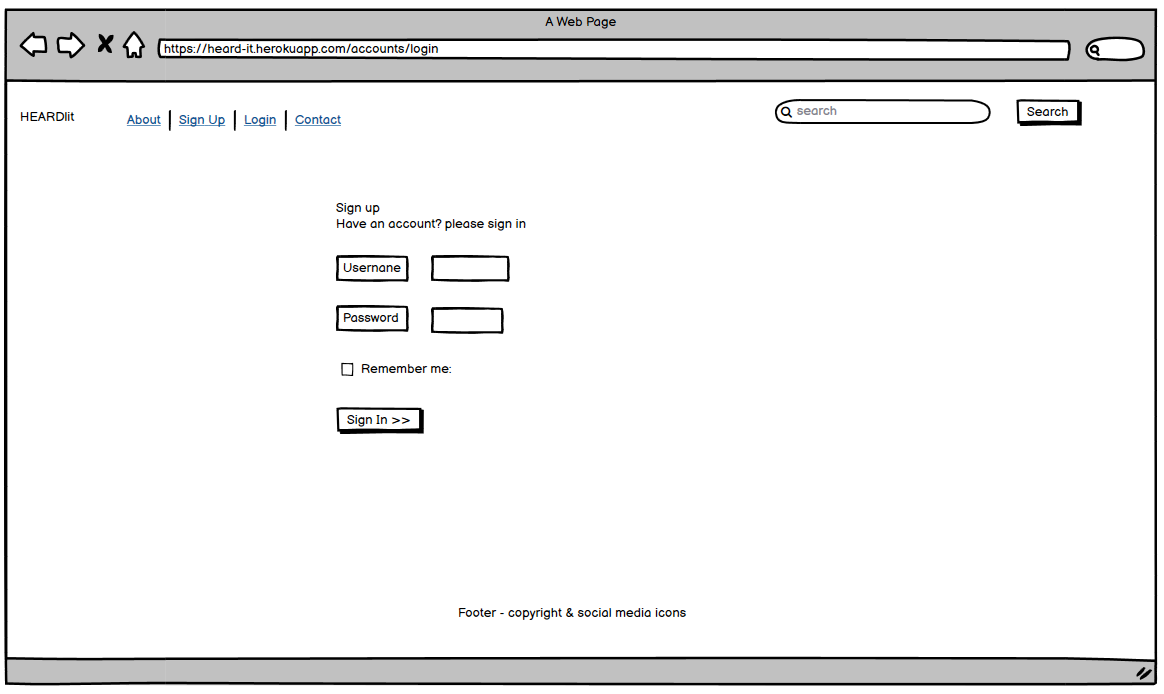 A Web Page
https://heard-it.herokuapp.com/accounts/login
HEARDlit
About | Sign Up | Login | Contact
search
Search
Sign up
Have an account? please sign in
Usernane
Password
Remember me:
Sign In >>
Footer - copyright & social media icons